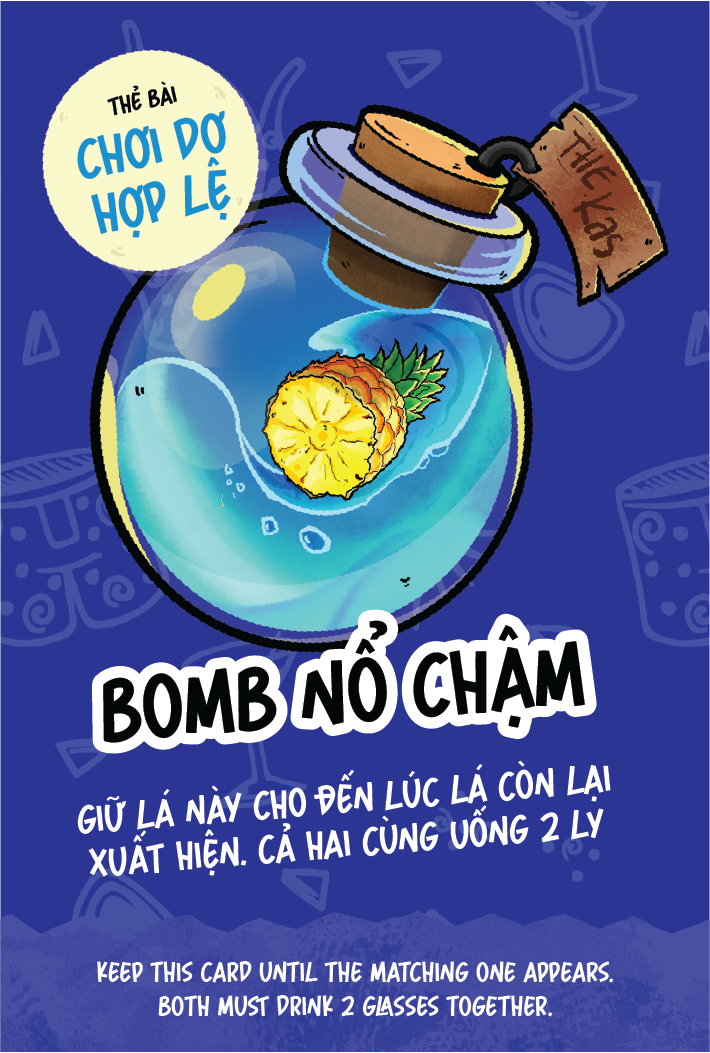 THẺ BÀI
CHƠI DƠ
HỢP LỆ
THE
KAS
BOMB NỔ CHẬM
GIỮ LÁ NÀY CHO ĐẾN LÚC LÁ CÒN LẠI
XUẤT HIỆN. CẢ HAI CÙNG UỐNG 2 LY
KEEP THIS CARD UNTIL THE MATCHING ONE APPEARS.
BOTH MUST DRINK 2 GLASSES TOGETHER.